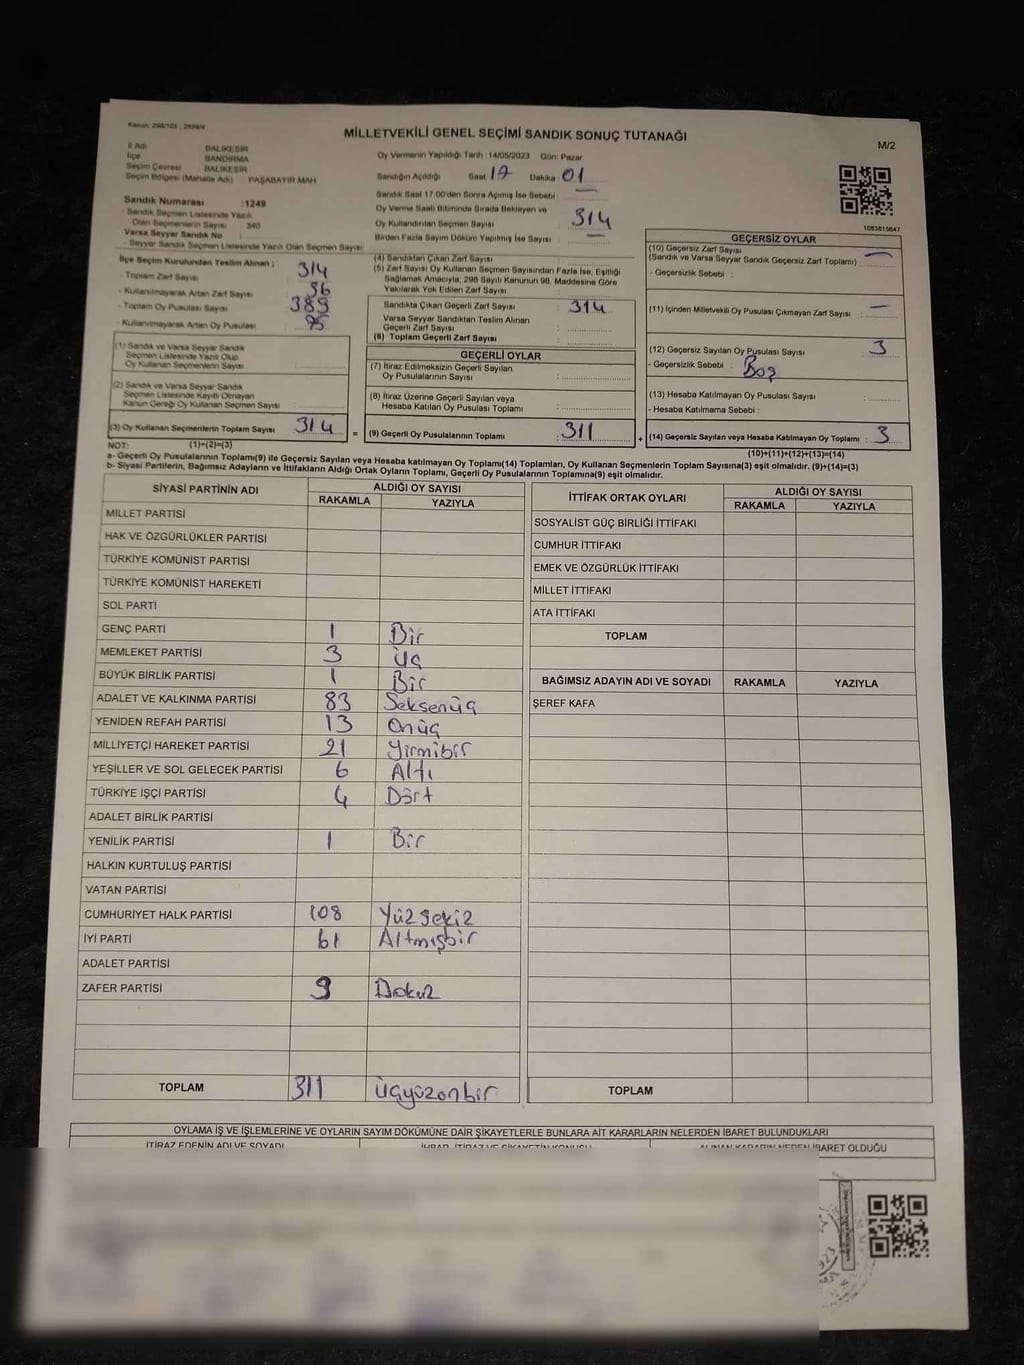 Kanun: 298/105 , 2839/4
MİLLETVEKİLİ GENEL SEÇİMİ SANDIK SONUÇ TUTANAĞI
M/2
İl Adı : BALIKESİR
İlçe : BANDIRMA
Seçim Çevresi : BALIKESİR
Seçim Bölgesi (Mahalle Adı) : PAŞABAYIR MAH
Oy Vermenin Yapıldığı Tarih :14/05/2023 Gün: Pazar
Sandığın Açıldığı Saat 17 Dakika 01
Sandık Saat 17.00'den Sonra Açılmış İse Sebebi : —
Oy Verme Saati Bitiminde Sırada Bekleyen ve
Oy Kullandırılan Seçmen Sayısı : 314
Birden Fazla Sayım Döküm Yapılmış İse Sayısı : —
Sandık Numarası :1249
- Sandık Seçmen Listesinde Yazılı
Olan Seçmenlerin Sayısı : 340
Varsa Seyyar Sandık No :
- Seyyar Sandık Seçmen Listesinde Yazılı Olan Seçmen Sayısı:
1083815647
İlçe Seçim Kurulundan Teslim Alınan ;
- Toplam Zarf Sayısı : 314
- Kullanılmayarak Artan Zarf Sayısı : 36
- Toplam Oy Pusulası Sayısı : 389
- Kullanılmayarak Artan Oy Pusulası :
(1) Sandık ve Varsa Seyyar Sandık
Seçmen Listesinde Yazılı Olup
Oy Kullanan Seçmen Sayısı :
(2) Sandık ve Varsa Seyyar Sandık
Seçmen Listesinde Kayıtlı Olmayan
Kanun Gereği Oy Kullanan Seçmen Sayısı :
(3) Oy Kullanan Seçmenlerin Toplam Sayısı : 314
(1)+(2)=(3)
(4) Sandıktan Çıkan Zarf Sayısı :
(5) Zarf Sayısı Oy Kullanan Seçmen Sayısından Fazla İse, Eşitliği
Bağlamak Amacıyla, 298 Sayılı Kanunun 98. Maddesine Göre
Yakılarak Yok Edilen Zarf Sayısı :
Sandıkta Çıkan Geçerli Zarf Sayısı : 314
Varsa Seyyar Sandıktan Teslim Alınan
Geçerli Zarf Sayısı :
(6) Toplam Geçerli Zarf Sayısı :
GEÇERLİ OYLAR
(7) İtiraz Edilmeksizin Geçerli Sayılan
Oy Pusulalarının Sayısı :
(8) İtiraz Üzerine Geçerli Sayılan veya
Hesaba Katılan Oy Pusulası Toplamı :
= (9) Geçerli Oy Pusulalarının Toplamı : 311
GEÇERSİZ OYLAR
(10) Geçersiz Zarf Sayısı
(Sandık ve Varsa Seyyar Sandık Geçersiz Zarf Toplamı) : —
- Geçersizlik Sebebi :
(11) İçinden Milletvekili Oy Pusulası Çıkmayan Zarf Sayısı : —
(12) Geçersiz Sayılan Oy Pusulası Sayısı : 3
- Geçersizlik Sebebi : Boş
(13) Hesaba Katılmayan Oy Pusulası Sayısı :
- Hesaba Katılmama Sebebi :
+ (14) Geçersiz Sayılan veya Hesaba Katılmayan Oy Toplamı : 3
(10)+(11)+(12)+(13)=(14)
NOT:
a- Geçerli Oy Pusulalarının Toplamı(9) ile Geçersiz Sayılan veya Hesaba katılmayan Oy Toplamı(14) Toplamları, Oy Kullanan Seçmenlerin Toplam Sayısına(3) eşit olmalıdır. (9)+(14)=(3)
b- Siyasi Partilerin, Bağımsız Adayların ve İttifakların Aldığı Ortak Oyların Toplamı, Geçerli Oy Pusulalarının Toplamına(9) eşit olmalıdır.
SİYASİ PARTİNİN ADI
ALDIĞI OY SAYISI
RAKAMLA YAZIYLA
MİLLET PARTİSİ
HAK VE ÖZGÜRLÜKLER PARTİSİ
TÜRKİYE KOMÜNİST PARTİSİ
TÜRKİYE KOMÜNİST HAREKETİ
SOL PARTİ
GENÇ PARTİ 1 Bir
MEMLEKET PARTİSİ 3 üç
BÜYÜK BİRLİK PARTİSİ 1 Bir
ADALET VE KALKINMA PARTİSİ 83 Seksenüç
YENİDEN REFAH PARTİSİ 13 Onüç
MİLLİYETÇİ HAREKET PARTİSİ 21 Yirmibir
YEŞİLLER VE SOL GELECEK PARTİSİ 6 Altı
TÜRKİYE İŞÇİ PARTİSİ 4 Dört
ADALET BİRLİK PARTİSİ
YENİLİK PARTİSİ 1 Bir
HALKIN KURTULUŞ PARTİSİ
VATAN PARTİSİ
CUMHURİYET HALK PARTİSİ 108 Yüzsekiz
İYİ PARTİ 61 Altmışbir
ADALET PARTİSİ
ZAFER PARTİSİ 9 Dokuz
TOPLAM 311 üçyüzonbir
İTTİFAK ORTAK OYLARI
ALDIĞI OY SAYISI
RAKAMLA YAZIYLA
SOSYALİST GÜÇ BİRLİĞİ İTTİFAKI
CUMHUR İTTİFAKI
EMEK VE ÖZGÜRLÜK İTTİFAKI
MİLLET İTTİFAKI
ATA İTTİFAKI
TOPLAM
BAĞIMSIZ ADAYIN ADI VE SOYADI RAKAMLA YAZIYLA
ŞEREF KAFA
TOPLAM
OYLAMA İŞ VE İŞLEMLERİNE VE OYLARIN SAYIM DÖKÜMÜNE DAİR ŞİKAYETLERLE BUNLARA AİT KARARLARIN NELERDEN İBARET BULUNDUKLARI
İTİRAZ EDENİN ADI VE SOYADI İHBAR, İTİRAZ VE ŞİKAYETİN KONUSU ALINAN KARARIN NEDEN İBARET OLDUĞU